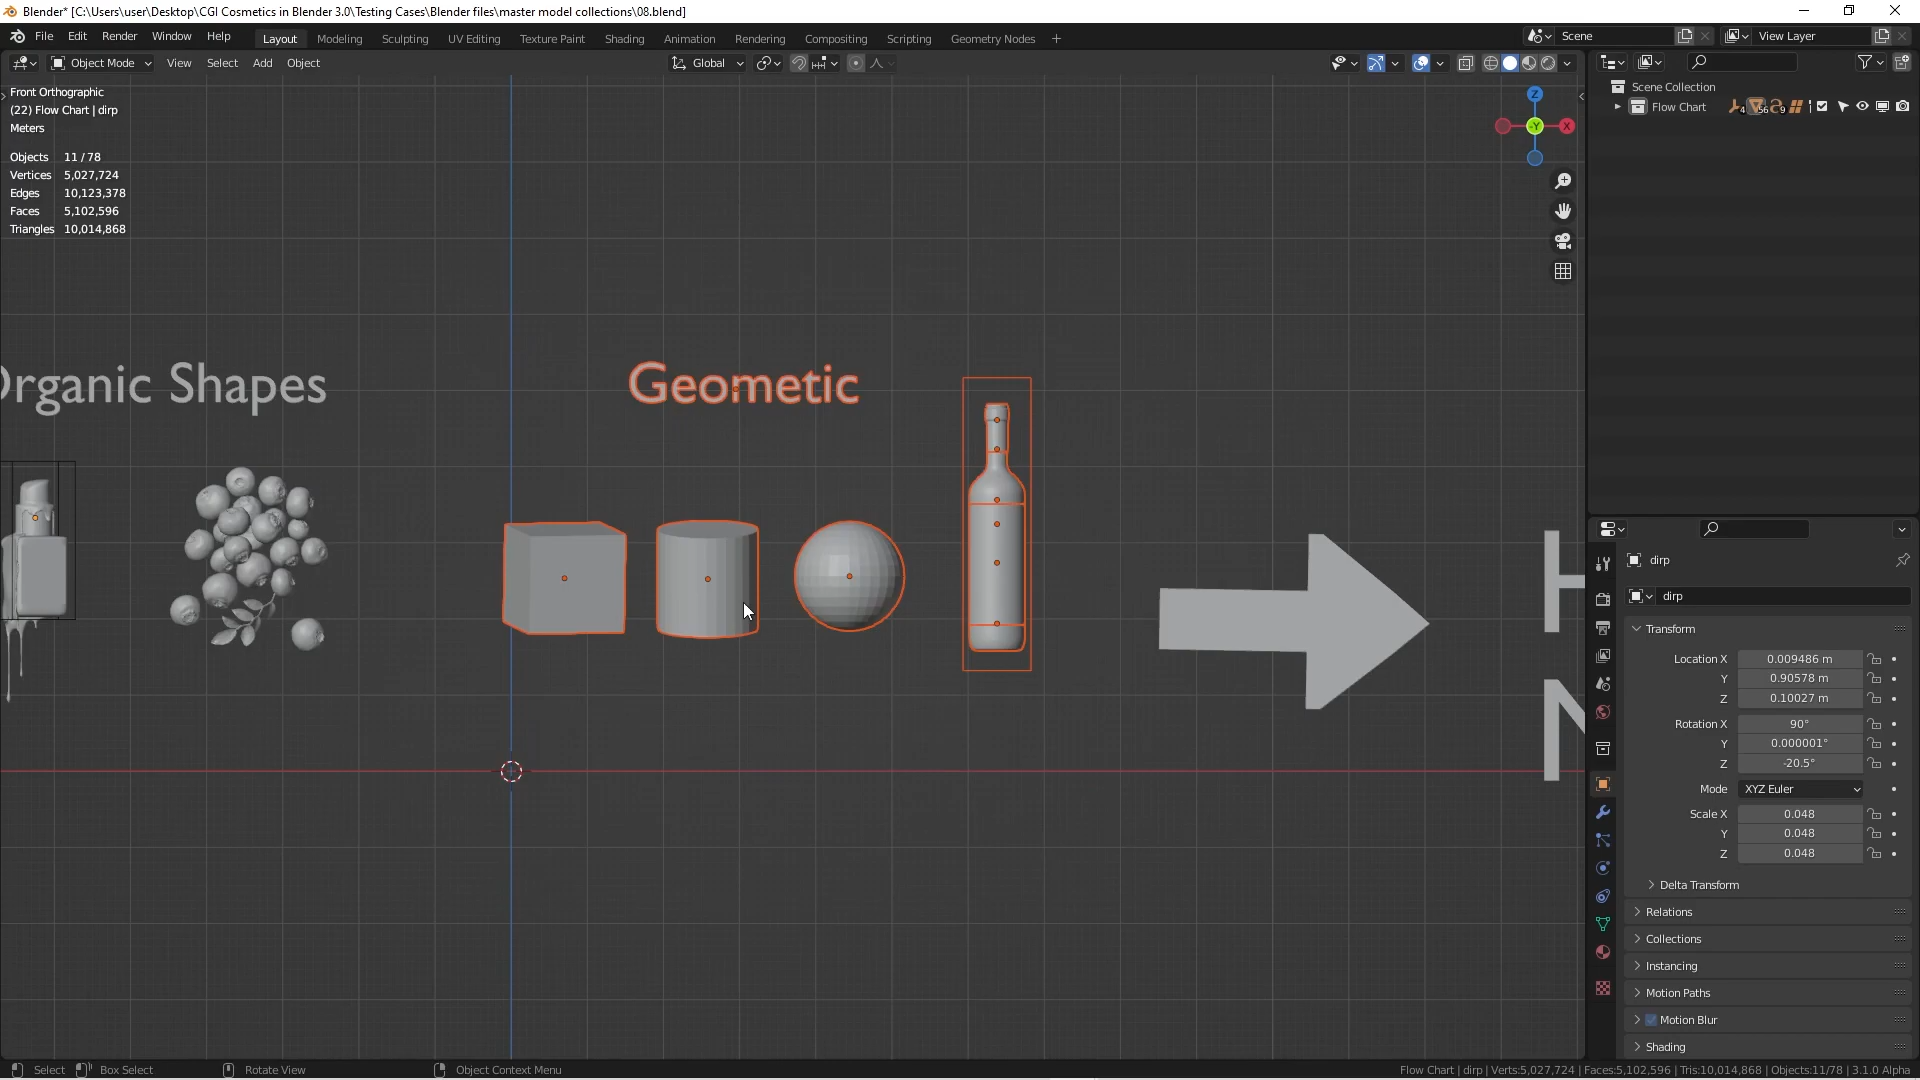 Blender* [C:\Users\user\Desktop\CGI Cosmetics in Blender 3.0\Testing Cases\Blender files\master model collections\08.blend]
File Edit Render Window Help Layout Modeling Sculpting UV Editing Texture Paint Shading Animation Rendering Compositing Scripting Geometry Nodes + Scene View Layer
Object Mode View Select Add Object Global
Front Orthographic
(22) Flow Chart | dirp
Meters
Objects 11 / 78
Vertices 5,027,724
Edges 10,123,378
Faces 5,102,596
Triangles 10,014,868
Z
-Y
X
Scene Collection
Flow Chart 4 56 9
Organic Shapes
Geometic
H
N
dirp
dirp
Transform
Location X 0.009486 m
Y 0.90578 m
Z 0.10027 m
Rotation X 90°
Y 0.000001°
Z -20.5°
Mode XYZ Euler
Scale X 0.048
Y 0.048
Z 0.048
Delta Transform
Relations
Collections
Instancing
Motion Paths
Motion Blur
Shading
Select Box Select Rotate View Object Context Menu
Flow Chart | dirp | Verts:5,027,724 | Faces:5,102,596 | Tris:10,014,868 | Objects:11/78 | 3.1.0 Alpha